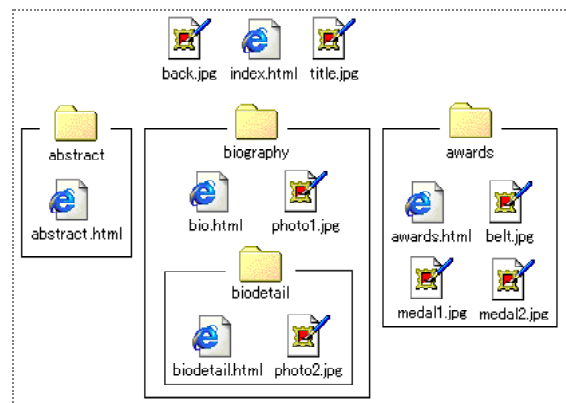 back.jpg index.html title.jpg
abstract
abstract.html
biography
bio.html photo1.jpg
biodetail
biodetail.html photo2.jpg
awards
awards.html belt.jpg
medal1.jpg medal2.jpg